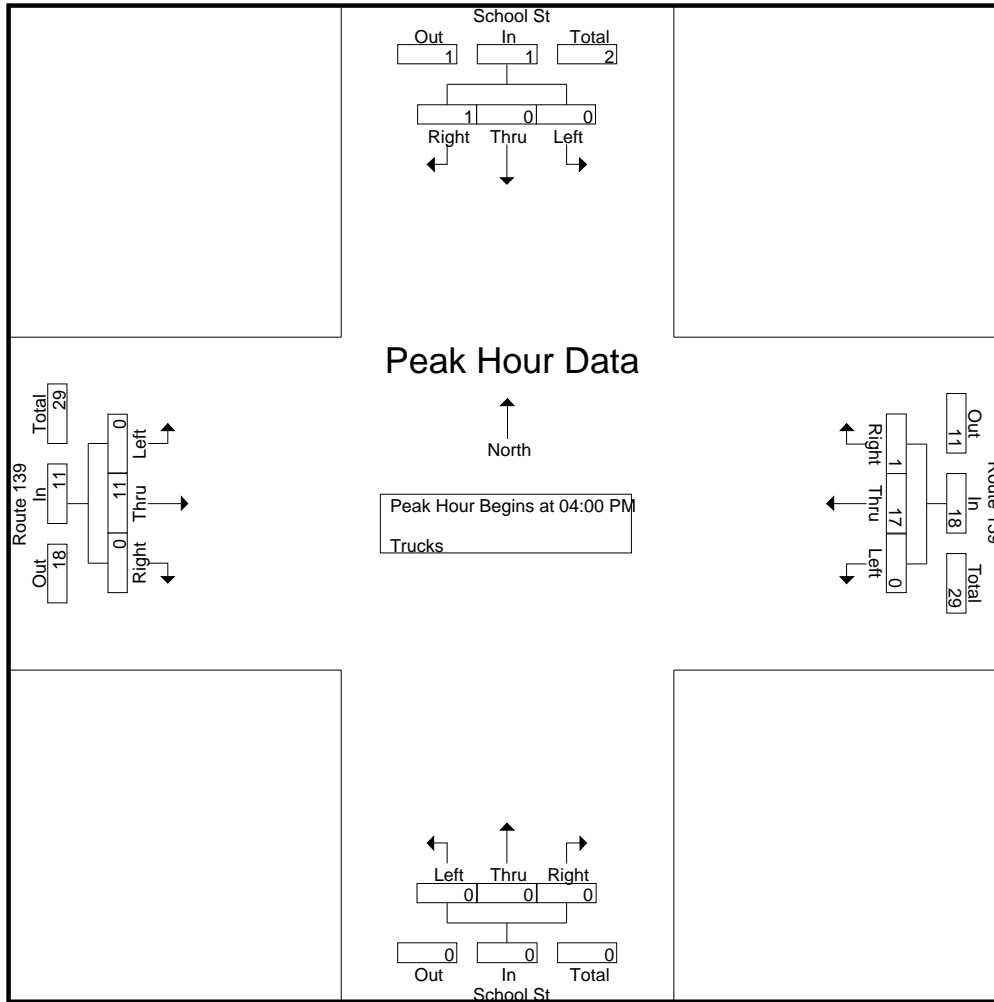 School St
Out In Total
1 1 2
1 0 0
Right Thru Left
Peak Hour Data
North
Peak Hour Begins at 04:00 PM
Trucks
Route 139
Total In Out
29 11 18
0 11 0
Left Thru Right
Route 139
Out In Total
11 18 29
1 17 0
Right Thru Left
Left Thru Right
0 0 0
0 0 0
Out In Total
School St